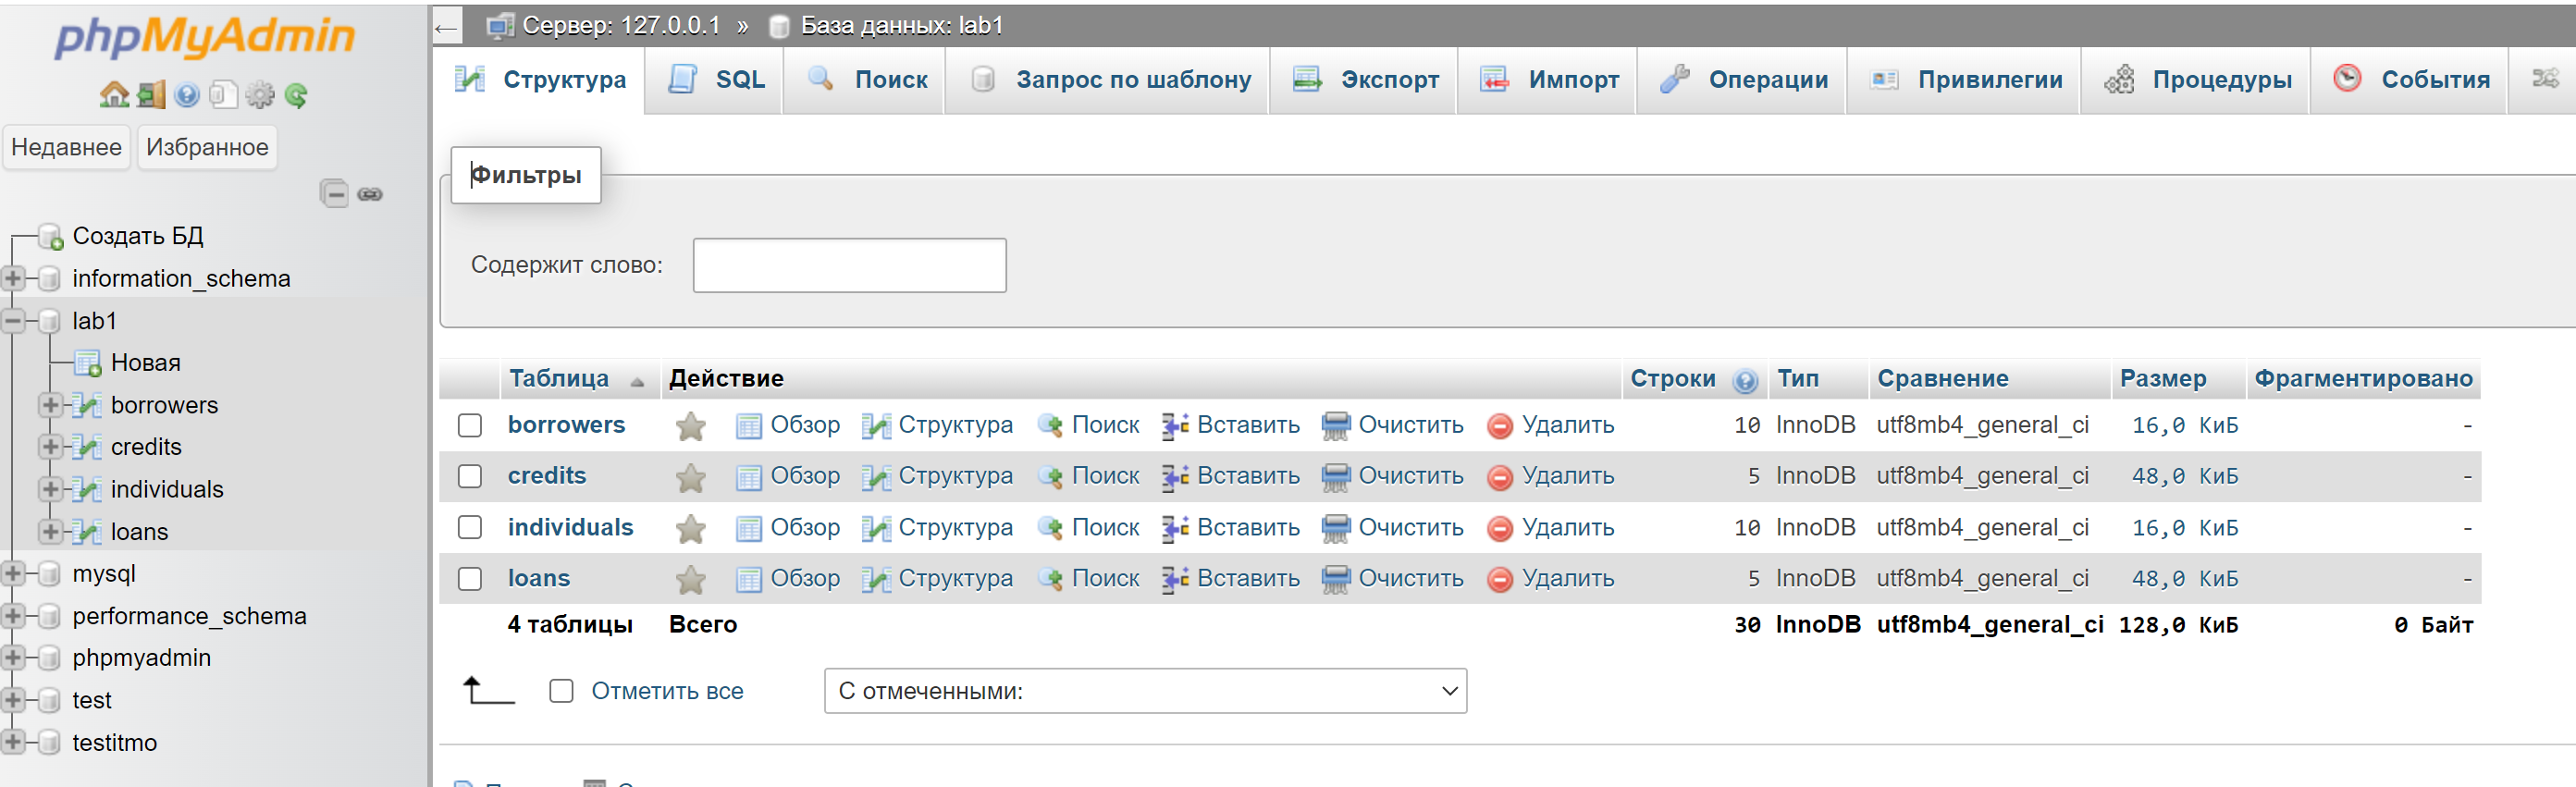 phpMyAdmin
Недавнее Избранное
Создать БД
information_schema
lab1
Новая
borrowers
credits
individuals
loans
mysql
performance_schema
phpmyadmin
test
testitmo
Сервер: 127.0.0.1 » База данных: lab1
Структура SQL Поиск Запрос по шаблону Экспорт Импорт Операции Привилегии Процедуры События
Фильтры
Содержит слово:
Таблица Действие Строки Тип Сравнение Размер Фрагментировано
borrowers Обзор Структура Поиск Вставить Очистить Удалить 10 InnoDB utf8mb4_general_ci 16,0 КиБ -
credits Обзор Структура Поиск Вставить Очистить Удалить 5 InnoDB utf8mb4_general_ci 48,0 КиБ -
individuals Обзор Структура Поиск Вставить Очистить Удалить 10 InnoDB utf8mb4_general_ci 16,0 КиБ -
loans Обзор Структура Поиск Вставить Очистить Удалить 5 InnoDB utf8mb4_general_ci 48,0 КиБ -
4 таблицы Всего 30 InnoDB utf8mb4_general_ci 128,0 КиБ 0 Байт
Отметить все С отмеченными: